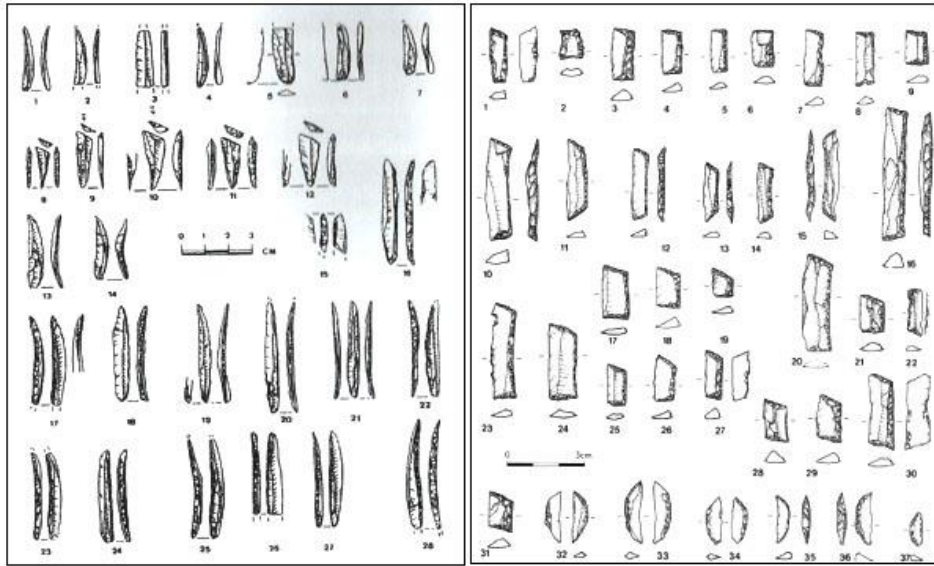 1 2 3 4 5 6 7
8 9 10 11 12
0 1 2 3 CM
13 14 15 16
17 18 19 20 21 22
23 24 25 26 27 28
1 2 3 4 5 6 7 8 9
10 11 12 13 14 15 16
17 18 19
20 21 22
23 24 25 26 27
0 3cm
28 29 30
31 32 33 34 35 36 37